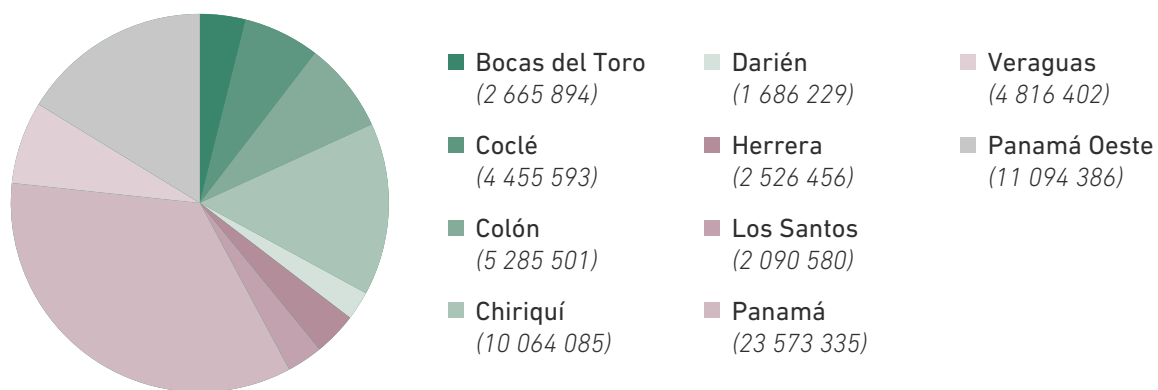 Bocas del Toro
(2 665 894)
Coclé
(4 455 593)
Colón
(5 285 501)
Chiriquí
(10 064 085)
Darién
(1 686 229)
Herrera
(2 526 456)
Los Santos
(2 090 580)
Panamá
(23 573 335)
Veraguas
(4 816 402)
Panamá Oeste
(11 094 386)